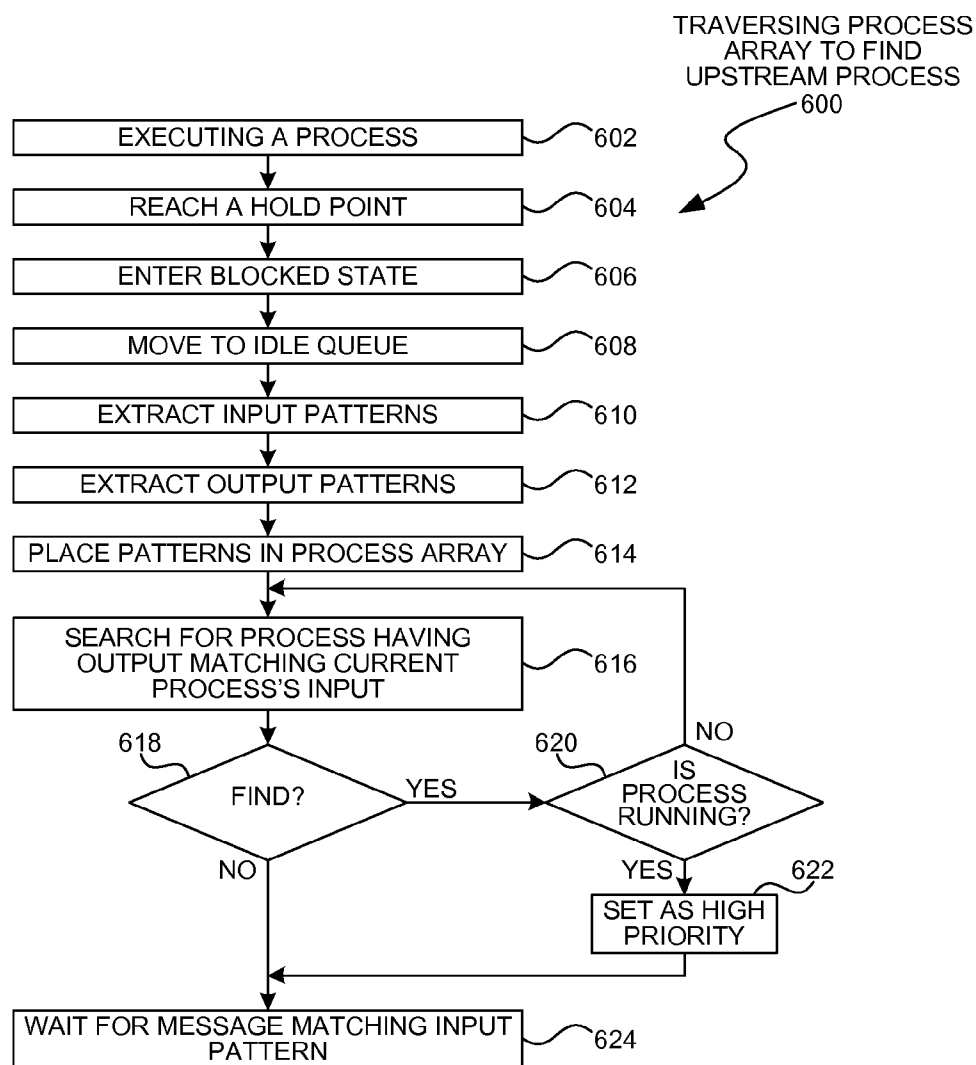 TRAVERSING PROCESS
ARRAY TO FIND
UPSTREAM PROCESS
600
EXECUTING A PROCESS
602
REACH A HOLD POINT
604
ENTER BLOCKED STATE
606
MOVE TO IDLE QUEUE
608
EXTRACT INPUT PATTERNS
610
EXTRACT OUTPUT PATTERNS
612
PLACE PATTERNS IN PROCESS ARRAY
614
SEARCH FOR PROCESS HAVING
OUTPUT MATCHING CURRENT
PROCESS'S INPUT
616
618
FIND?
YES
NO
620
IS
PROCESS
RUNNING?
NO
YES
622
SET AS HIGH
PRIORITY
WAIT FOR MESSAGE MATCHING INPUT
PATTERN
624